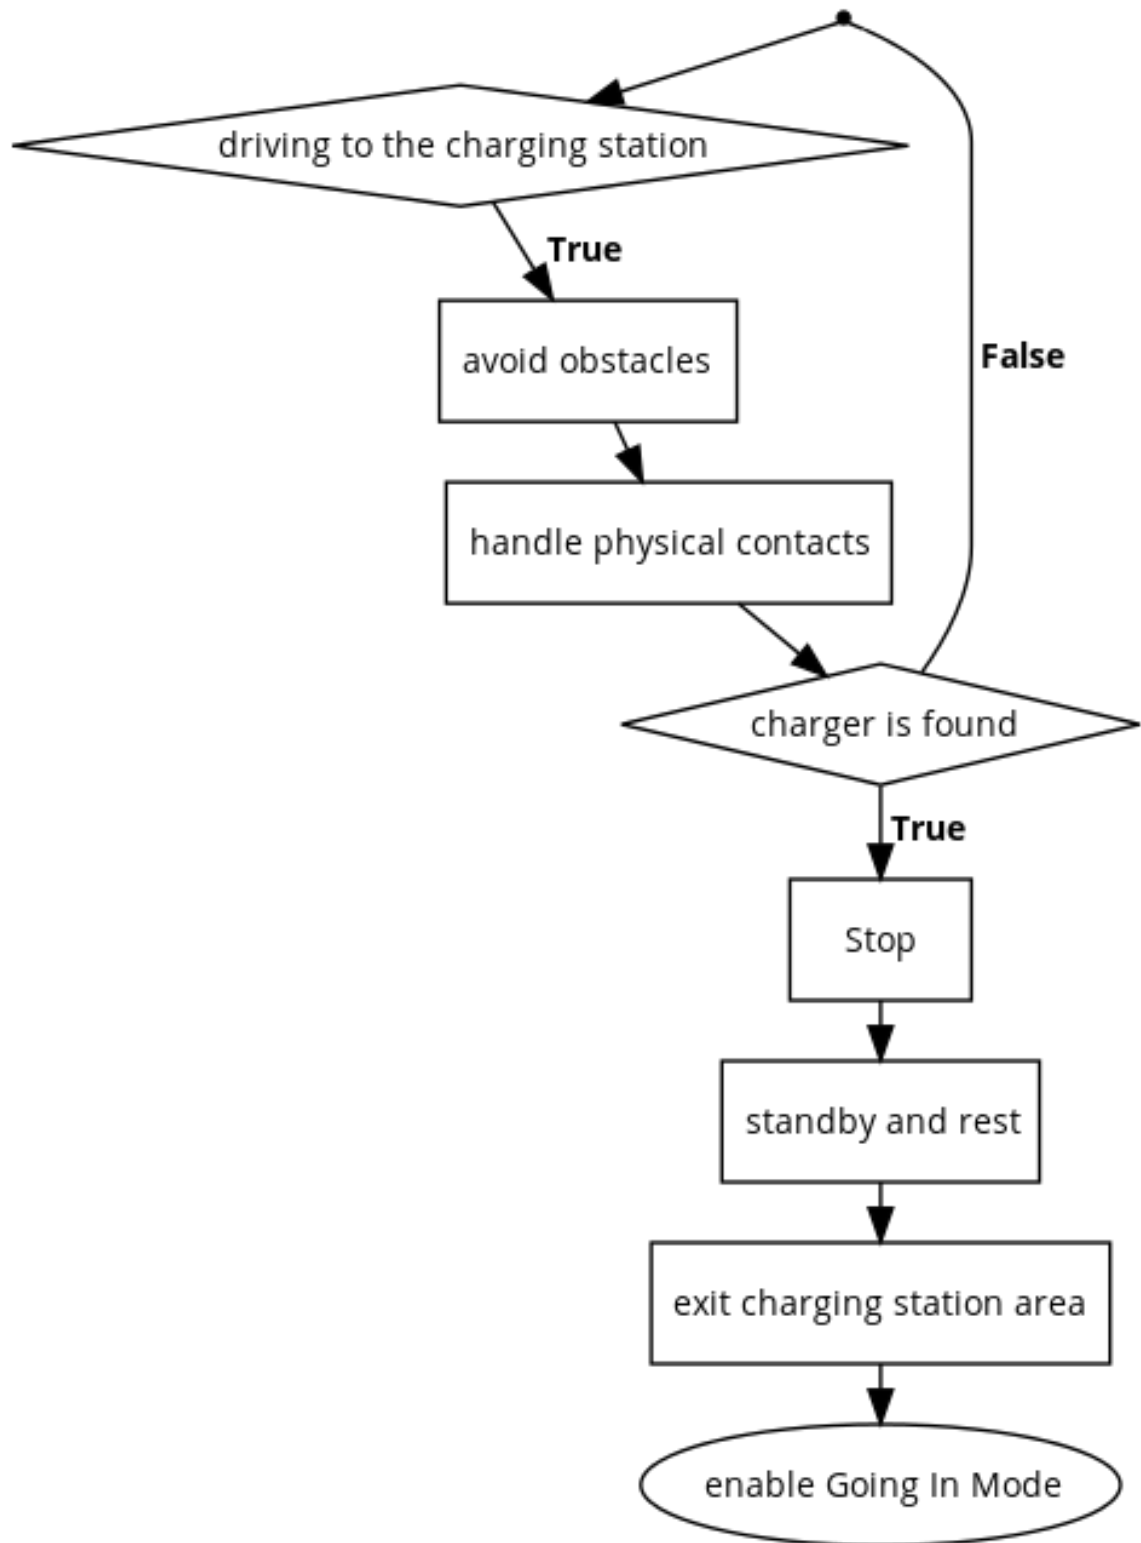 driving to the charging station
True
avoid obstacles
False
handle physical contacts
charger is found
True
Stop
standby and rest
exit charging station area
enable Going In Mode